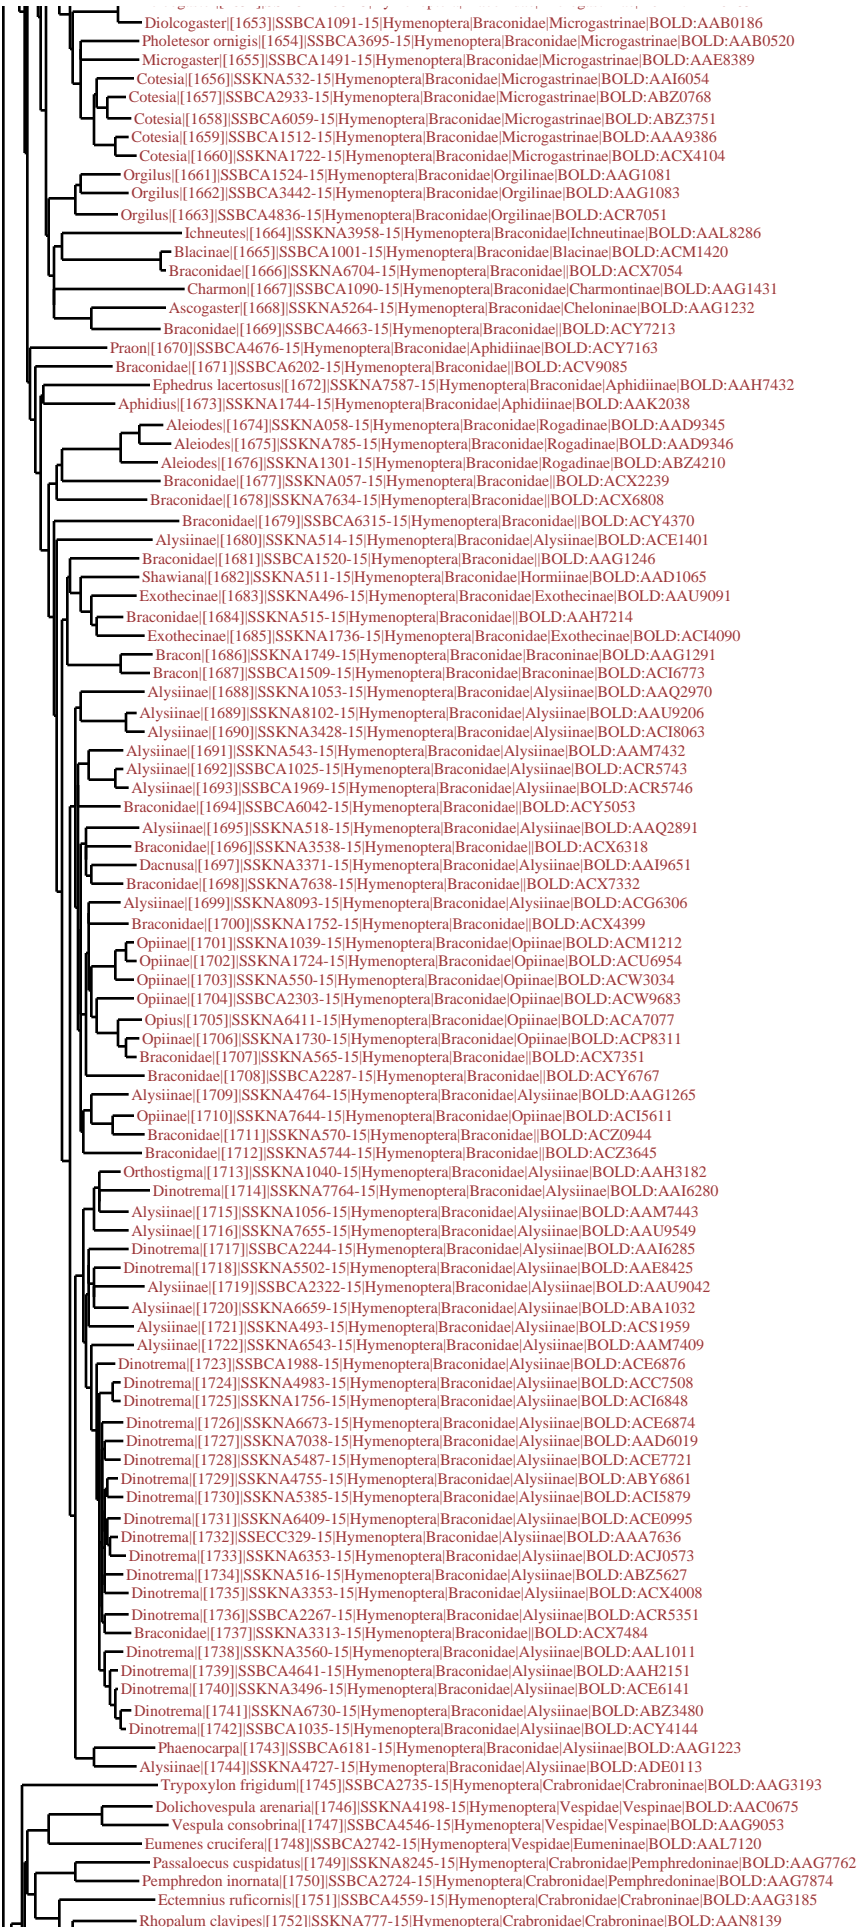 Diolcogaster|[1653]|SSBCA1091-15|Hymenoptera|Braconidae|Microgastrinae|BOLD:AAB0186
Pholetesor ornigis|[1654]|SSBCA3695-15|Hymenoptera|Braconidae|Microgastrinae|BOLD:AAB0520
Microgaster|[1655]|SSBCA1491-15|Hymenoptera|Braconidae|Microgastrinae|BOLD:AAE8389
Cotesia|[1656]|SSKNA532-15|Hymenoptera|Braconidae|Microgastrinae|BOLD:AAI6054
Cotesia|[1657]|SSBCA2933-15|Hymenoptera|Braconidae|Microgastrinae|BOLD:ABZ0768
Cotesia|[1658]|SSBCA6059-15|Hymenoptera|Braconidae|Microgastrinae|BOLD:ABZ3751
Cotesia|[1659]|SSBCA1512-15|Hymenoptera|Braconidae|Microgastrinae|BOLD:AAA9386
Cotesia|[1660]|SSKNA1722-15|Hymenoptera|Braconidae|Microgastrinae|BOLD:ACX4104
Orgilus|[1661]|SSBCA1524-15|Hymenoptera|Braconidae|Orgilinae|BOLD:AAG1081
Orgilus|[1662]|SSBCA3442-15|Hymenoptera|Braconidae|Orgilinae|BOLD:AAG1083
Orgilus|[1663]|SSBCA4836-15|Hymenoptera|Braconidae|Orgilinae|BOLD:ACR7051
Ichneutes|[1664]|SSKNA3958-15|Hymenoptera|Braconidae|Ichneutinae|BOLD:AAL8286
Blacinae|[1665]|SSBCA1001-15|Hymenoptera|Braconidae|Blacinae|BOLD:ACM1420
Braconidae|[1666]|SSKNA6704-15|Hymenoptera|Braconidae||BOLD:ACX7054
Charmon|[1667]|SSBCA1090-15|Hymenoptera|Braconidae|Charmontinae|BOLD:AAG1431
Ascogaster|[1668]|SSKNA5264-15|Hymenoptera|Braconidae|Cheloninae|BOLD:AAG1232
Braconidae|[1669]|SSBCA4663-15|Hymenoptera|Braconidae||BOLD:ACY7213
Praon|[1670]|SSBCA4676-15|Hymenoptera|Braconidae|Aphidiinae|BOLD:ACY7163
Braconidae|[1671]|SSBCA6202-15|Hymenoptera|Braconidae||BOLD:ACV9085
Ephedrus lacertosus|[1672]|SSKNA7587-15|Hymenoptera|Braconidae|Aphidiinae|BOLD:AAH7432
Aphidius|[1673]|SSKNA1744-15|Hymenoptera|Braconidae|Aphidiinae|BOLD:AAK2038
Aleiodes|[1674]|SSKNA058-15|Hymenoptera|Braconidae|Rogadinae|BOLD:AAD9345
Aleiodes|[1675]|SSKNA785-15|Hymenoptera|Braconidae|Rogadinae|BOLD:AAD9346
Aleiodes|[1676]|SSKNA1301-15|Hymenoptera|Braconidae|Rogadinae|BOLD:ABZ4210
Braconidae|[1677]|SSKNA057-15|Hymenoptera|Braconidae||BOLD:ACX2239
Braconidae|[1678]|SSKNA7634-15|Hymenoptera|Braconidae||BOLD:ACX6808
Braconidae|[1679]|SSBCA6315-15|Hymenoptera|Braconidae||BOLD:ACY4370
Alysiinae|[1680]|SSKNA514-15|Hymenoptera|Braconidae|Alysiinae|BOLD:ACE1401
Braconidae|[1681]|SSBCA1520-15|Hymenoptera|Braconidae||BOLD:AAG1246
Shawiana|[1682]|SSKNA511-15|Hymenoptera|Braconidae|Hormiinae|BOLD:AAD1065
Exothecinae|[1683]|SSKNA496-15|Hymenoptera|Braconidae|Exothecinae|BOLD:AAU9091
Braconidae|[1684]|SSKNA515-15|Hymenoptera|Braconidae||BOLD:AAH7214
Exothecinae|[1685]|SSKNA1736-15|Hymenoptera|Braconidae|Exothecinae|BOLD:ACI4090
Bracon|[1686]|SSKNA1749-15|Hymenoptera|Braconidae|Braconinae|BOLD:AAG1291
Bracon|[1687]|SSBCA1509-15|Hymenoptera|Braconidae|Braconinae|BOLD:ACI6773
Alysiinae|[1688]|SSKNA1053-15|Hymenoptera|Braconidae|Alysiinae|BOLD:AAQ2970
Alysiinae|[1689]|SSKNA8102-15|Hymenoptera|Braconidae|Alysiinae|BOLD:AAU9206
Alysiinae|[1690]|SSKNA3428-15|Hymenoptera|Braconidae|Alysiinae|BOLD:ACI8063
Alysiinae|[1691]|SSKNA543-15|Hymenoptera|Braconidae|Alysiinae|BOLD:AAM7432
Alysiinae|[1692]|SSBCA1025-15|Hymenoptera|Braconidae|Alysiinae|BOLD:ACR5743
Alysiinae|[1693]|SSBCA1969-15|Hymenoptera|Braconidae|Alysiinae|BOLD:ACR5746
Braconidae|[1694]|SSBCA6042-15|Hymenoptera|Braconidae||BOLD:ACY5053
Alysiinae|[1695]|SSKNA518-15|Hymenoptera|Braconidae|Alysiinae|BOLD:AAQ2891
Braconidae|[1696]|SSKNA3538-15|Hymenoptera|Braconidae||BOLD:ACX6318
Dacnusa|[1697]|SSKNA3371-15|Hymenoptera|Braconidae|Alysiinae|BOLD:AAI9651
Braconidae|[1698]|SSKNA7638-15|Hymenoptera|Braconidae||BOLD:ACX7332
Alysiinae|[1699]|SSKNA8093-15|Hymenoptera|Braconidae|Alysiinae|BOLD:ACG6306
Braconidae|[1700]|SSKNA1752-15|Hymenoptera|Braconidae||BOLD:ACX4399
Opiinae|[1701]|SSKNA1039-15|Hymenoptera|Braconidae|Opiinae|BOLD:ACM1212
Opiinae|[1702]|SSKNA1724-15|Hymenoptera|Braconidae|Opiinae|BOLD:ACU6954
Opiinae|[1703]|SSKNA550-15|Hymenoptera|Braconidae|Opiinae|BOLD:ACW3034
Opiinae|[1704]|SSBCA2303-15|Hymenoptera|Braconidae|Opiinae|BOLD:ACW9683
Opius|[1705]|SSKNA6411-15|Hymenoptera|Braconidae|Opiinae|BOLD:ACA7077
Opiinae|[1706]|SSKNA1730-15|Hymenoptera|Braconidae|Opiinae|BOLD:ACP8311
Braconidae|[1707]|SSKNA565-15|Hymenoptera|Braconidae||BOLD:ACX7351
Braconidae|[1708]|SSBCA2287-15|Hymenoptera|Braconidae||BOLD:ACY6767
Alysiinae|[1709]|SSKNA4764-15|Hymenoptera|Braconidae|Alysiinae|BOLD:AAG1265
Opiinae|[1710]|SSKNA7644-15|Hymenoptera|Braconidae|Opiinae|BOLD:ACI5611
Braconidae|[1711]|SSKNA570-15|Hymenoptera|Braconidae||BOLD:ACZ0944
Braconidae|[1712]|SSKNA5744-15|Hymenoptera|Braconidae||BOLD:ACZ3645
Orthostigma|[1713]|SSKNA1040-15|Hymenoptera|Braconidae|Alysiinae|BOLD:AAH3182
Dinotrema|[1714]|SSKNA7764-15|Hymenoptera|Braconidae|Alysiinae|BOLD:AAI6280
Alysiinae|[1715]|SSKNA1056-15|Hymenoptera|Braconidae|Alysiinae|BOLD:AAM7443
Alysiinae|[1716]|SSKNA7655-15|Hymenoptera|Braconidae|Alysiinae|BOLD:AAU9549
Dinotrema|[1717]|SSBCA2244-15|Hymenoptera|Braconidae|Alysiinae|BOLD:AAI6285
Dinotrema|[1718]|SSKNA5502-15|Hymenoptera|Braconidae|Alysiinae|BOLD:AAE8425
Alysiinae|[1719]|SSBCA2322-15|Hymenoptera|Braconidae|Alysiinae|BOLD:AAU9042
Alysiinae|[1720]|SSKNA6659-15|Hymenoptera|Braconidae|Alysiinae|BOLD:ABA1032
Alysiinae|[1721]|SSKNA493-15|Hymenoptera|Braconidae|Alysiinae|BOLD:ACS1959
Alysiinae|[1722]|SSKNA6543-15|Hymenoptera|Braconidae|Alysiinae|BOLD:AAM7409
Dinotrema|[1723]|SSBCA1988-15|Hymenoptera|Braconidae|Alysiinae|BOLD:ACE6876
Dinotrema|[1724]|SSKNA4983-15|Hymenoptera|Braconidae|Alysiinae|BOLD:ACC7508
Dinotrema|[1725]|SSKNA1756-15|Hymenoptera|Braconidae|Alysiinae|BOLD:ACI6848
Dinotrema|[1726]|SSKNA6673-15|Hymenoptera|Braconidae|Alysiinae|BOLD:ACE6874
Dinotrema|[1727]|SSKNA7038-15|Hymenoptera|Braconidae|Alysiinae|BOLD:AAD6019
Dinotrema|[1728]|SSKNA5487-15|Hymenoptera|Braconidae|Alysiinae|BOLD:ACE7721
Dinotrema|[1729]|SSKNA4755-15|Hymenoptera|Braconidae|Alysiinae|BOLD:ABY6861
Dinotrema|[1730]|SSKNA5385-15|Hymenoptera|Braconidae|Alysiinae|BOLD:ACI5879
Dinotrema|[1731]|SSKNA6409-15|Hymenoptera|Braconidae|Alysiinae|BOLD:ACE0995
Dinotrema|[1732]|SSECC329-15|Hymenoptera|Braconidae|Alysiinae|BOLD:AAA7636
Dinotrema|[1733]|SSKNA6353-15|Hymenoptera|Braconidae|Alysiinae|BOLD:ACJ0573
Dinotrema|[1734]|SSKNA516-15|Hymenoptera|Braconidae|Alysiinae|BOLD:ABZ5627
Dinotrema|[1735]|SSKNA3353-15|Hymenoptera|Braconidae|Alysiinae|BOLD:ACX4008
Dinotrema|[1736]|SSBCA2267-15|Hymenoptera|Braconidae|Alysiinae|BOLD:ACR5351
Braconidae|[1737]|SSKNA3313-15|Hymenoptera|Braconidae||BOLD:ACX7484
Dinotrema|[1738]|SSKNA3560-15|Hymenoptera|Braconidae|Alysiinae|BOLD:AAL1011
Dinotrema|[1739]|SSBCA4641-15|Hymenoptera|Braconidae|Alysiinae|BOLD:AAH2151
Dinotrema|[1740]|SSKNA3496-15|Hymenoptera|Braconidae|Alysiinae|BOLD:ACE6141
Dinotrema|[1741]|SSKNA6730-15|Hymenoptera|Braconidae|Alysiinae|BOLD:ABZ3480
Dinotrema|[1742]|SSBCA1035-15|Hymenoptera|Braconidae|Alysiinae|BOLD:ACY4144
Phaenocarpa|[1743]|SSBCA6181-15|Hymenoptera|Braconidae|Alysiinae|BOLD:AAG1223
Alysiinae|[1744]|SSKNA4727-15|Hymenoptera|Braconidae|Alysiinae|BOLD:ADE0113
Trypoxylon frigidum|[1745]|SSBCA2735-15|Hymenoptera|Crabronidae|Crabroninae|BOLD:AAG3193
Dolichovespula arenaria|[1746]|SSKNA4198-15|Hymenoptera|Vespidae|Vespinae|BOLD:AAC0675
Vespula consobrina|[1747]|SSBCA4546-15|Hymenoptera|Vespidae|Vespinae|BOLD:AAG9053
Eumenes crucifera|[1748]|SSBCA2742-15|Hymenoptera|Vespidae|Eumeninae|BOLD:AAL7120
Passaloecus cuspidatus|[1749]|SSKNA8245-15|Hymenoptera|Crabronidae|Pemphredoninae|BOLD:AAG7762
Pemphredon inornata|[1750]|SSBCA2724-15|Hymenoptera|Crabronidae|Pemphredoninae|BOLD:AAG7874
Ectemnius ruficornis|[1751]|SSBCA4559-15|Hymenoptera|Crabronidae|Crabroninae|BOLD:AAG3185
Rhopalum clavipes|[1752]|SSKNA777-15|Hymenoptera|Crabronidae|Crabroninae|BOLD:AAN8139